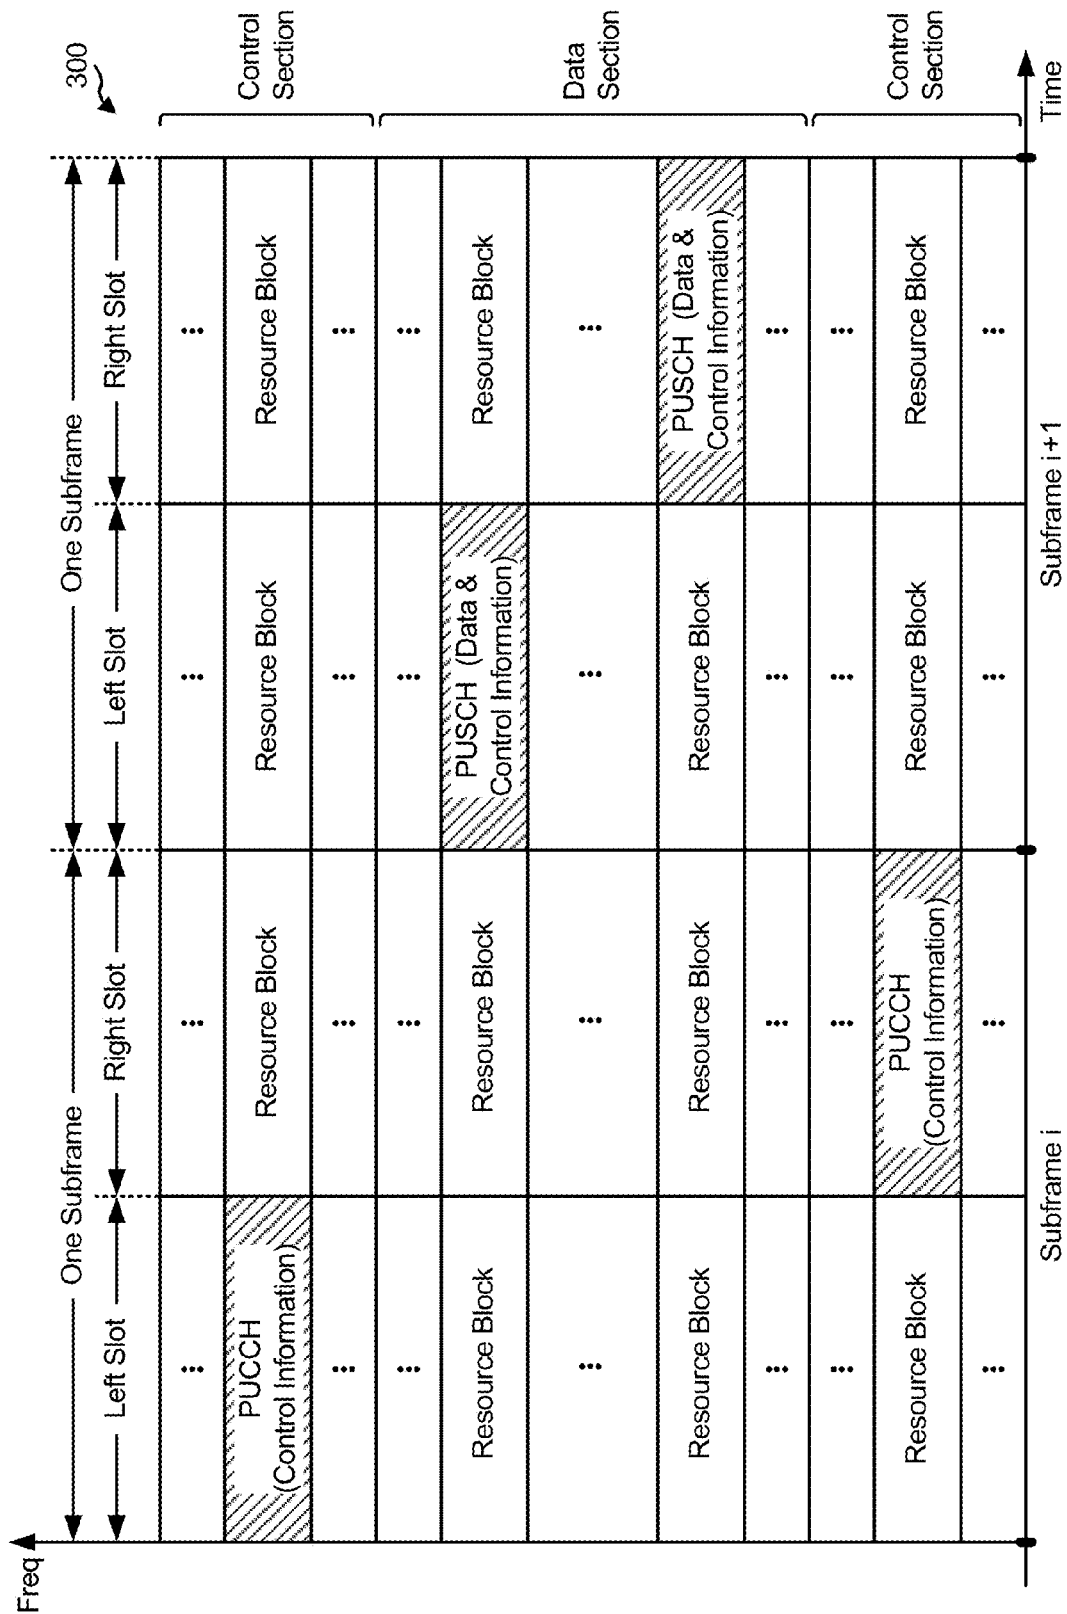 300
Freq
One Subframe
One Subframe
Left Slot
Right Slot
Left Slot
Right Slot
... ... ... ...
PUCCH
(Control Information)
Resource Block
Resource Block
Resource Block
Control
Section
... ... ... ...
... ... ... ...
Resource Block
Resource Block
PUSCH (Data &
Control Information)
Resource Block
... ... ... ...
Data
Section
Resource Block
Resource Block
Resource Block
PUSCH (Data &
Control Information)
... ... ... ...
... ... ... ...
Resource Block
PUCCH
(Control Information)
Resource Block
Resource Block
Control
Section
... ... ... ...
Subframe i
Subframe i+1
Time